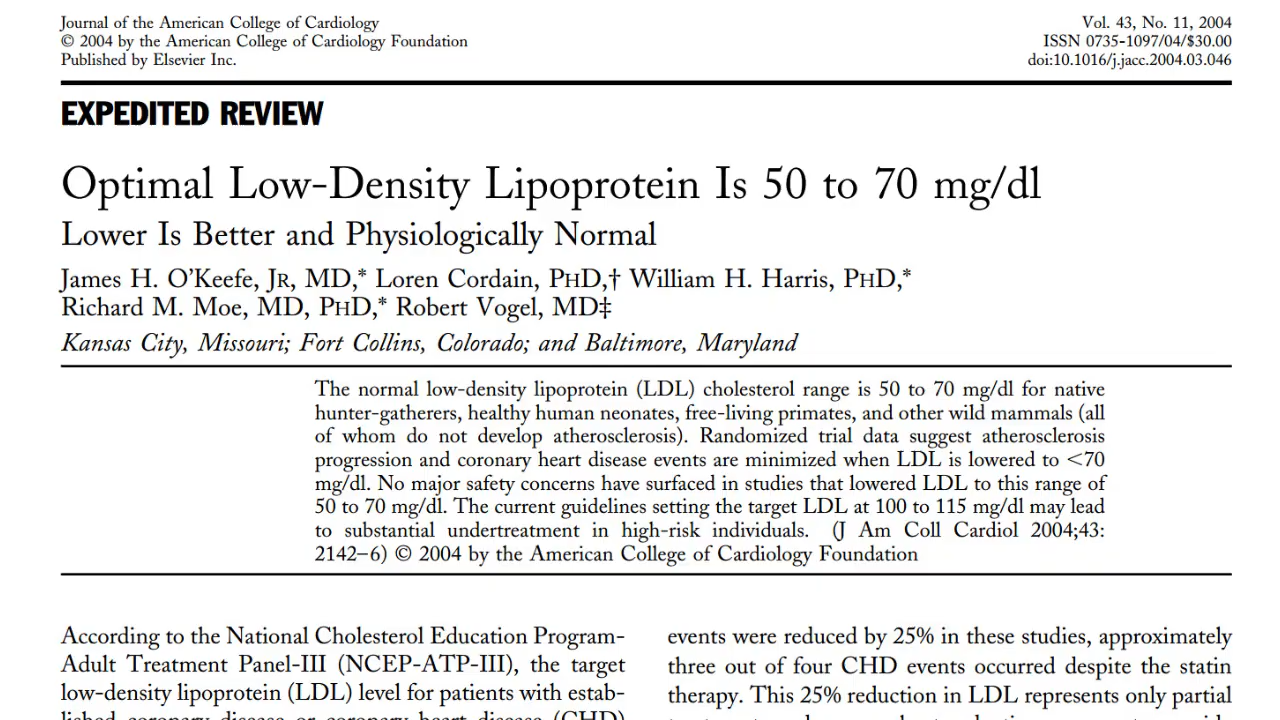 Journal of the American College of Cardiology
© 2004 by the American College of Cardiology Foundation
Published by Elsevier Inc.
Vol. 43, No. 11, 2004
ISSN 0735-1097/04/$30.00
doi:10.1016/j.jacc.2004.03.046
EXPEDITED REVIEW
Optimal Low-Density Lipoprotein Is 50 to 70 mg/dl
Lower Is Better and Physiologically Normal
James H. O'Keefe, JR, MD,* Loren Cordain, PHD,† William H. Harris, PHD,*
Richard M. Moe, MD, PHD,* Robert Vogel, MD‡
Kansas City, Missouri; Fort Collins, Colorado; and Baltimore, Maryland
The normal low-density lipoprotein (LDL) cholesterol range is 50 to 70 mg/dl for native
hunter-gatherers, healthy human neonates, free-living primates, and other wild mammals (all
of whom do not develop atherosclerosis). Randomized trial data suggest atherosclerosis
progression and coronary heart disease events are minimized when LDL is lowered to <70
mg/dl. No major safety concerns have surfaced in studies that lowered LDL to this range of
50 to 70 mg/dl. The current guidelines setting the target LDL at 100 to 115 mg/dl may lead
to substantial undertreatment in high-risk individuals. (J Am Coll Cardiol 2004;43:
2142–6) © 2004 by the American College of Cardiology Foundation
According to the National Cholesterol Education Program-
Adult Treatment Panel-III (NCEP-ATP-III), the target
low-density lipoprotein (LDL) level for patients with estab-
lished coronary disease or coronary heart disease (CHD)
events were reduced by 25% in these studies, approximately
three out of four CHD events occurred despite the statin
therapy. This 25% reduction in LDL represents only partial